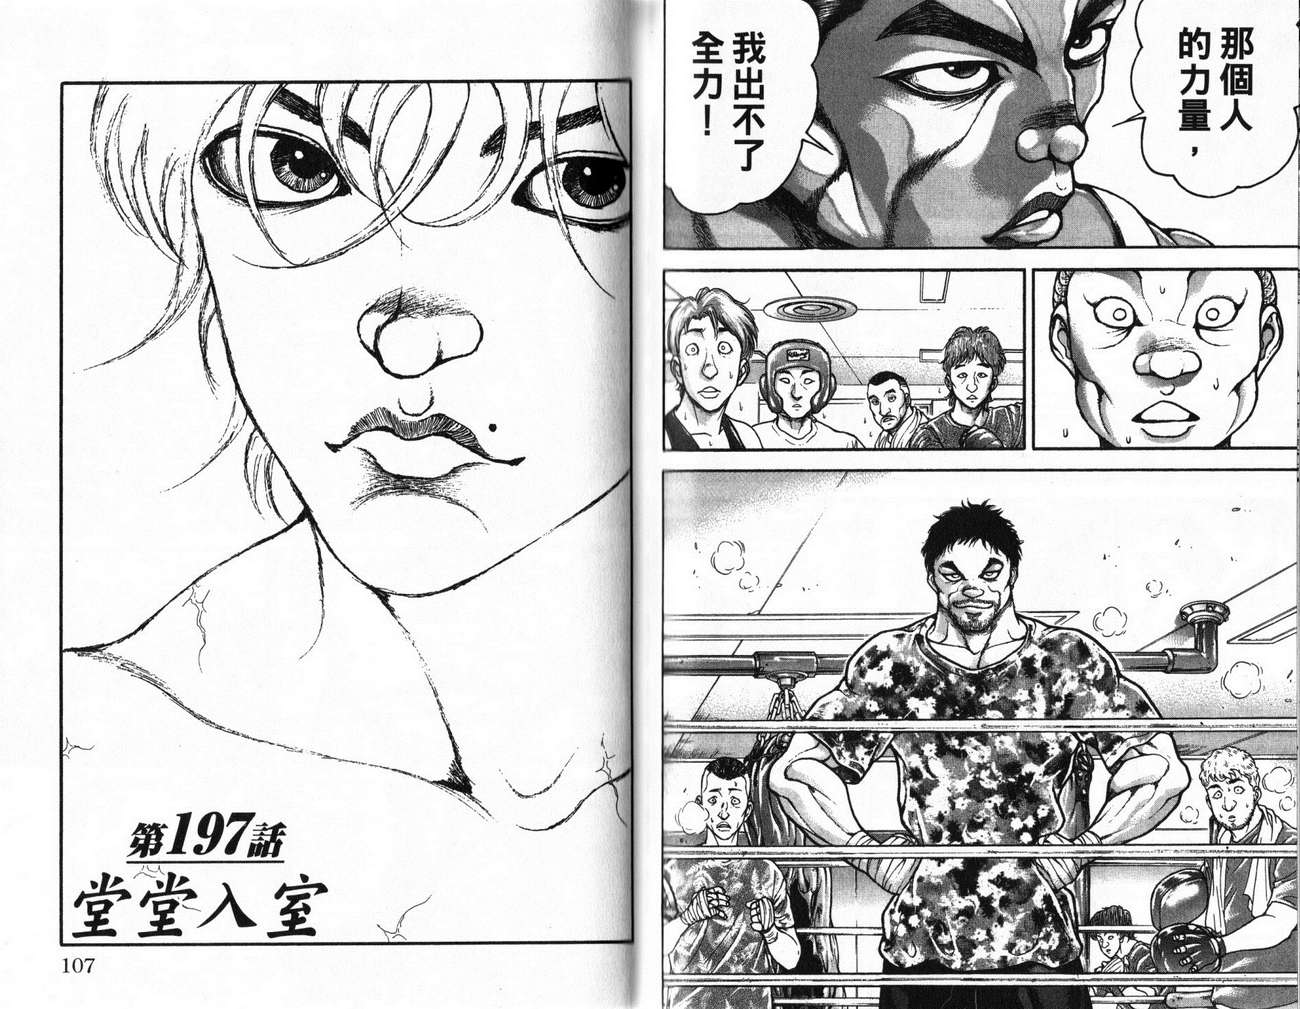 那個人
的力量，
我出不了
全力！
第197話
堂堂入室
107